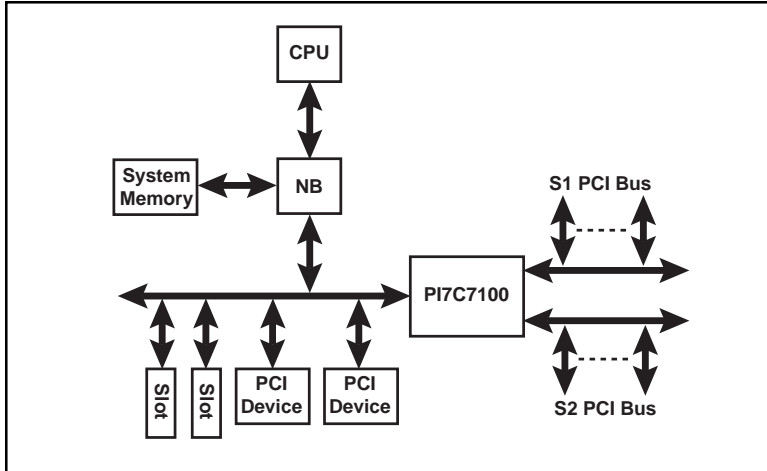 CPU
System
Memory
NB
S1 PCI Bus
PI7C7100
Slot
Slot
PCI
Device
PCI
Device
S2 PCI Bus